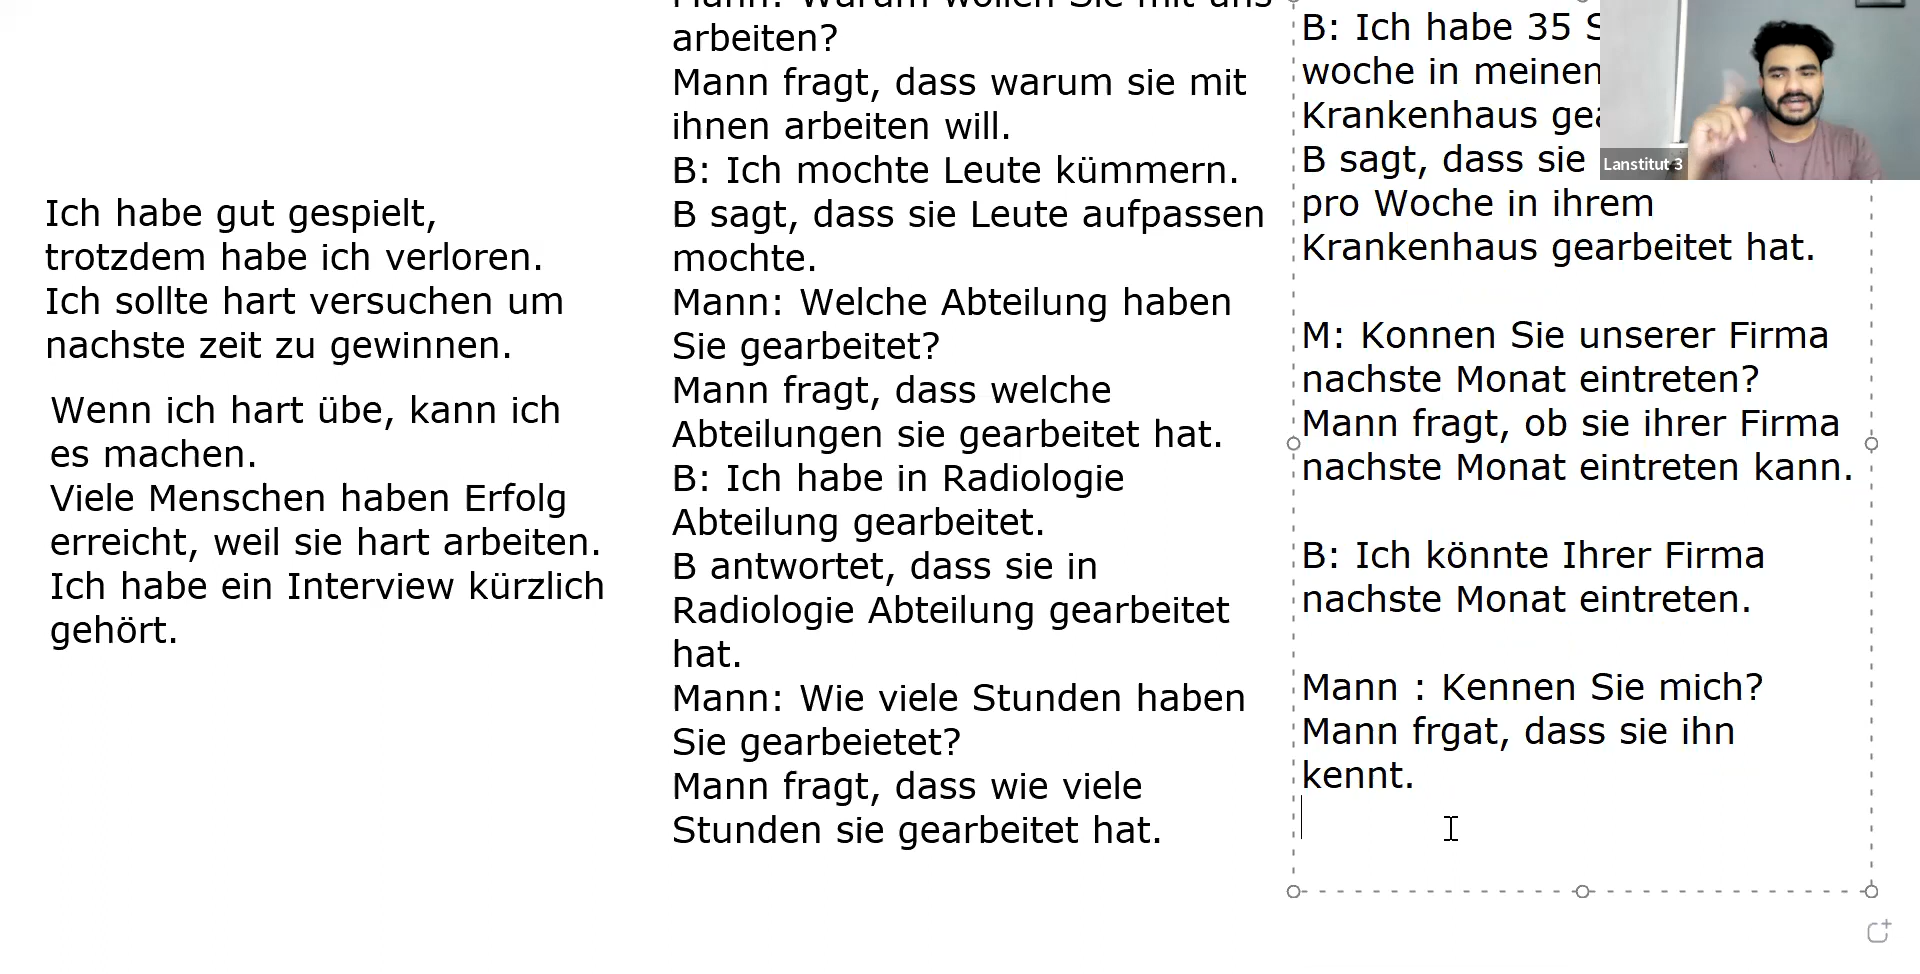 Ich habe gut gespielt,
trotzdem habe ich verloren.
Ich sollte hart versuchen um
nachste zeit zu gewinnen.
Wenn ich hart übe, kann ich
es machen.
Viele Menschen haben Erfolg
erreicht, weil sie hart arbeiten.
Ich habe ein Interview kürzlich
gehört.
Mann: Warum wollen Sie mit uns
arbeiten?
Mann fragt, dass warum sie mit
ihnen arbeiten will.
B: Ich mochte Leute kümmern.
B sagt, dass sie Leute aufpassen
mochte.
Mann: Welche Abteilung haben
Sie gearbeitet?
Mann fragt, dass welche
Abteilungen sie gearbeitet hat.
B: Ich habe in Radiologie
Abteilung gearbeitet.
B antwortet, dass sie in
Radiologie Abteilung gearbeitet
hat.
Mann: Wie viele Stunden haben
Sie gearbeietet?
Mann fragt, dass wie viele
Stunden sie gearbeitet hat.
B: Ich habe 35
woche in meinen
Krankenhaus
B sagt, dass sie
pro Woche in ihrem
Krankenhaus gearbeitet hat.
M: Konnen Sie unserer Firma
nachste Monat eintreten?
Mann fragt, ob sie ihrer Firma
nachste Monat eintreten kann.
B: Ich könnte Ihrer Firma
nachste Monat eintreten.
Mann : Kennen Sie mich?
Mann frgat, dass sie ihn
kennt.
Lanstitut 3